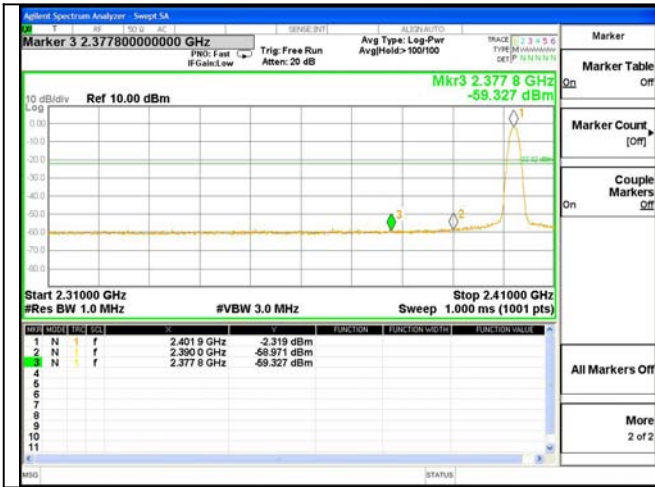 Agilent Spectrum Analyzer - Swept SA
T RF 50 Ω AC SENSE:INT ALIGNAUTO
Marker 3 2.377800000000 GHz
PNO: Fast
IFGain:Low
Trig: Free Run
Atten: 20 dB
Avg Type: Log-Pwr
Avg|Hold:> 100/100
TRACE 1 2 3 4 5 6
TYPE M
DET P N N N N N
Mkr3 2.377 8 GHz
-59.327 dBm
10 dB/div Ref 10.00 dBm
Log
0.00
-10.0
-20.0
-30.0
-40.0
-50.0
-60.0
-70.0
-80.0
1
2
3
Start 2.31000 GHz
Stop 2.41000 GHz
#Res BW 1.0 MHz
#VBW 3.0 MHz
Sweep 1.000 ms (1001 pts)
MKR MODE TRC SCL X Y FUNCTION FUNCTION WIDTH FUNCTION VALUE
1 N 1 f 2.401 9 GHz -2.319 dBm
2 N 1 f 2.390 0 GHz -58.971 dBm
3 N 1 f 2.377 8 GHz -59.327 dBm
4
5
6
7
8
9
10
11
MSG STATUS
Marker
Marker Table
On Off
Marker Count
[Off]
Couple
Markers
On Off
All Markers Off
More
2 of 2